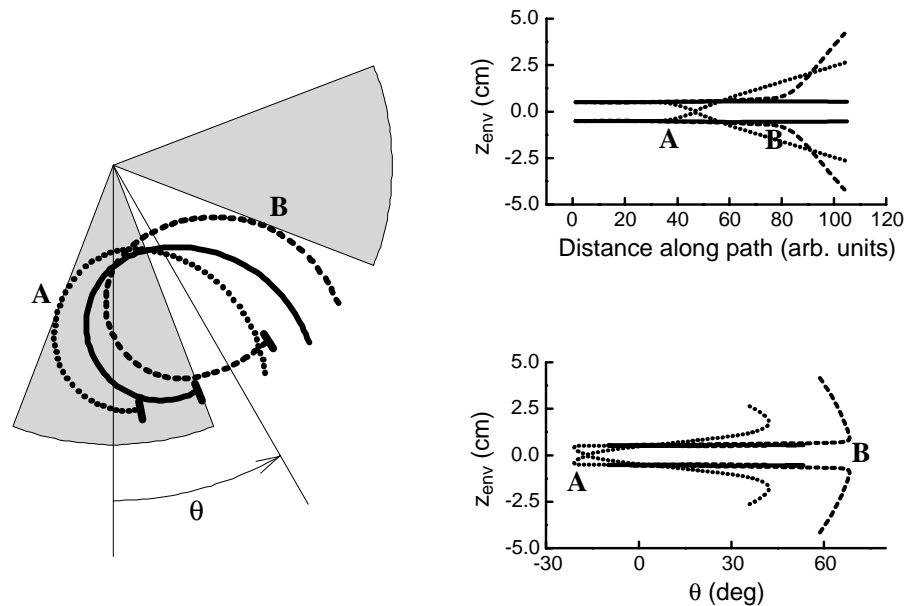 A
B
θ
5.0
2.5
0.0
-2.5
-5.0
z_env (cm)
A
B
0 20 40 60 80 100 120
Distance along path (arb. units)
5.0
2.5
0.0
-2.5
-5.0
z_env (cm)
A
B
-30 0 30 60
θ (deg)